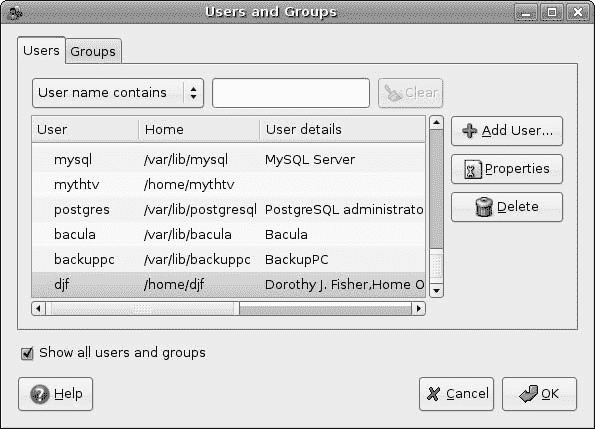 Users and Groups
Users Groups
User name contains Clear
User Home User details
mysql /var/lib/mysql MySQL Server
mythtv /home/mythtv
postgres /var/lib/postgresql PostgreSQL administrato
bacula /var/lib/bacula Bacula
backuppc /var/lib/backuppc BackupPC
djf /home/djf Dorothy J. Fisher,Home O
Add User...
Properties
Delete
Show all users and groups
Help Cancel OK